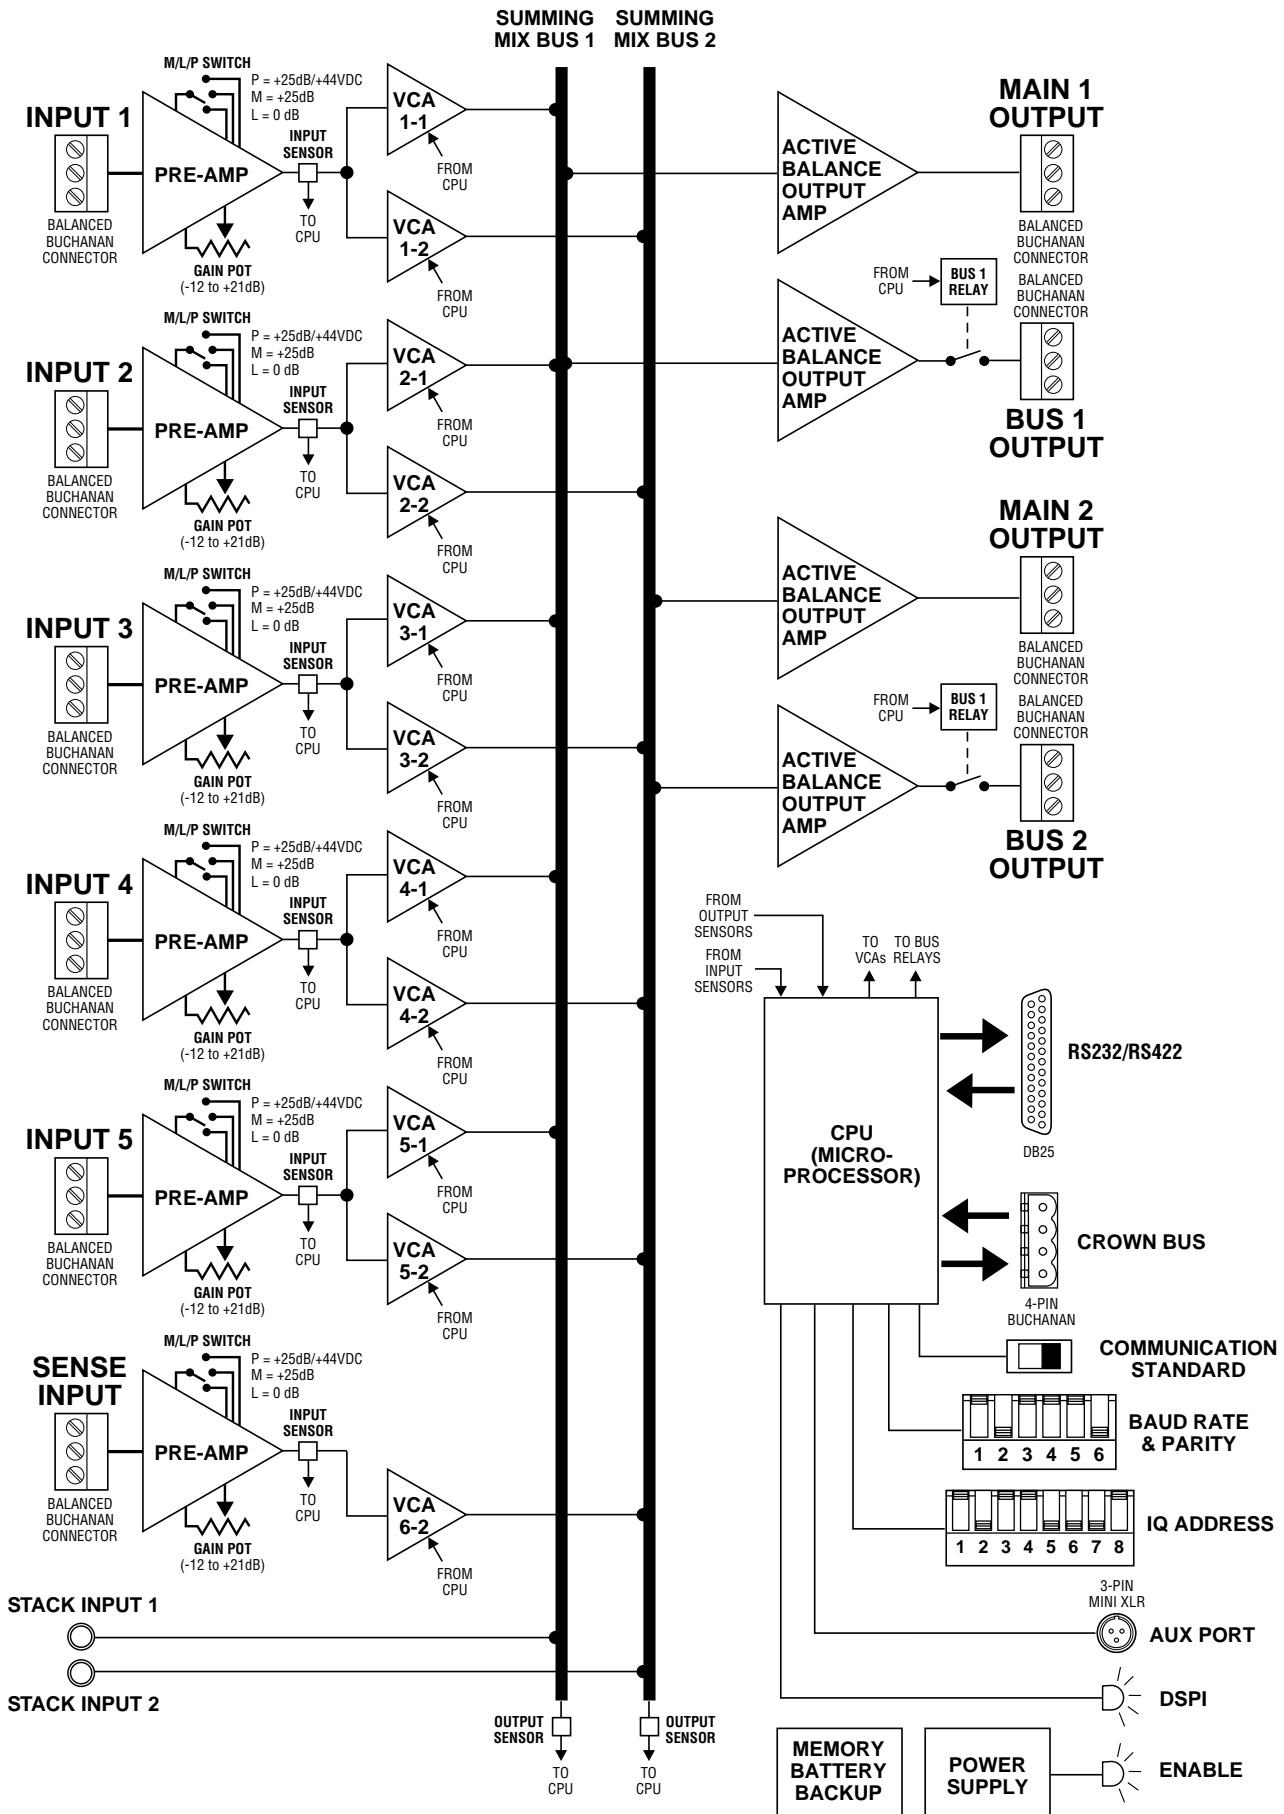 SUMMING
MIX BUS 1
SUMMING
MIX BUS 2
INPUT 1
BALANCED
BUCHANAN
CONNECTOR
M/L/P SWITCH
P = +25dB/+44VDC
M = +25dB
L = 0 dB
PRE-AMP
GAIN POT
(-12 to +21dB)
INPUT
SENSOR
TO
CPU
VCA
1-1
FROM
CPU
VCA
1-2
FROM
CPU
INPUT 2
BALANCED
BUCHANAN
CONNECTOR
M/L/P SWITCH
P = +25dB/+44VDC
M = +25dB
L = 0 dB
PRE-AMP
GAIN POT
(-12 to +21dB)
INPUT
SENSOR
TO
CPU
VCA
2-1
FROM
CPU
VCA
2-2
FROM
CPU
INPUT 3
BALANCED
BUCHANAN
CONNECTOR
M/L/P SWITCH
P = +25dB/+44VDC
M = +25dB
L = 0 dB
PRE-AMP
GAIN POT
(-12 to +21dB)
INPUT
SENSOR
TO
CPU
VCA
3-1
FROM
CPU
VCA
3-2
FROM
CPU
INPUT 4
BALANCED
BUCHANAN
CONNECTOR
M/L/P SWITCH
P = +25dB/+44VDC
M = +25dB
L = 0 dB
PRE-AMP
GAIN POT
(-12 to +21dB)
INPUT
SENSOR
TO
CPU
VCA
4-1
FROM
CPU
VCA
4-2
FROM
CPU
INPUT 5
BALANCED
BUCHANAN
CONNECTOR
M/L/P SWITCH
P = +25dB/+44VDC
M = +25dB
L = 0 dB
PRE-AMP
GAIN POT
(-12 to +21dB)
INPUT
SENSOR
TO
CPU
VCA
5-1
FROM
CPU
VCA
5-2
FROM
CPU
SENSE
INPUT
BALANCED
BUCHANAN
CONNECTOR
M/L/P SWITCH
P = +25dB/+44VDC
M = +25dB
L = 0 dB
PRE-AMP
GAIN POT
(-12 to +21dB)
INPUT
SENSOR
TO
CPU
VCA
6-2
FROM
CPU
STACK INPUT 1
STACK INPUT 2
OUTPUT
SENSOR
TO
CPU
OUTPUT
SENSOR
TO
CPU
ACTIVE
BALANCE
OUTPUT
AMP
MAIN 1
OUTPUT
BALANCED
BUCHANAN
CONNECTOR
ACTIVE
BALANCE
OUTPUT
AMP
FROM
CPU
BUS 1
RELAY
BALANCED
BUCHANAN
CONNECTOR
BUS 1
OUTPUT
ACTIVE
BALANCE
OUTPUT
AMP
MAIN 2
OUTPUT
BALANCED
BUCHANAN
CONNECTOR
ACTIVE
BALANCE
OUTPUT
AMP
FROM
CPU
BUS 1
RELAY
BALANCED
BUCHANAN
CONNECTOR
BUS 2
OUTPUT
FROM
OUTPUT
SENSORS
FROM
INPUT
SENSORS
TO
VCAs
TO BUS
RELAYS
CPU
(MICRO-
PROCESSOR)
RS232/RS422
DB25
CROWN BUS
4-PIN
BUCHANAN
COMMUNICATION
STANDARD
BAUD RATE
& PARITY
1 2 3 4 5 6
IQ ADDRESS
1 2 3 4 5 6 7 8
3-PIN
MINI XLR
AUX PORT
DSPI
MEMORY
BATTERY
BACKUP
POWER
SUPPLY
ENABLE